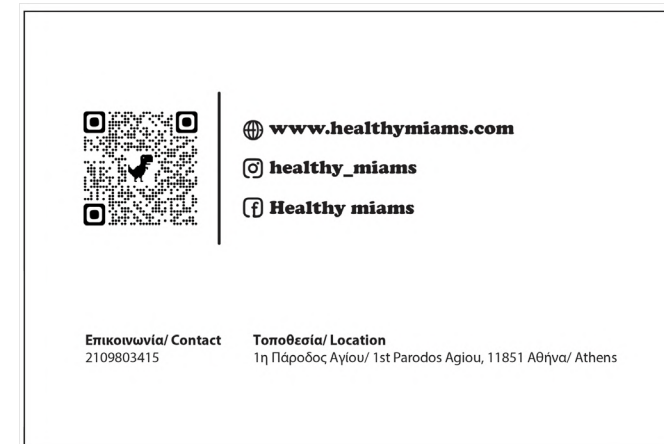 www.healthymiams.com
healthy_miams
Healthy miams
Επικοινωνία/ Contact
2109803415
Τοποθεσία/ Location
1η Πάροδος Αγίου/ 1st Parodos Agiou, 11851 Αθήνα/ Athens